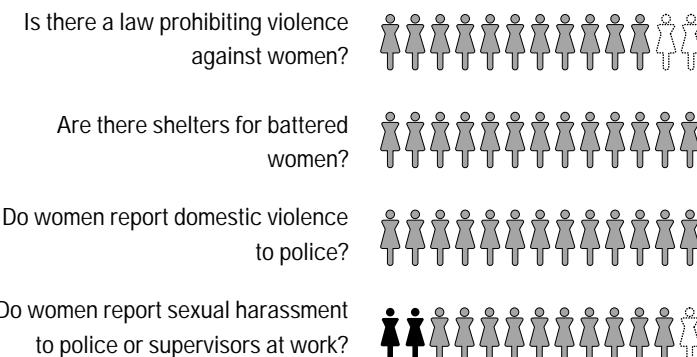 Is there a law prohibiting violence
against women?
Are there shelters for battered
women?
Do women report domestic violence
to police?
Do women report sexual harassment
to police or supervisors at work?